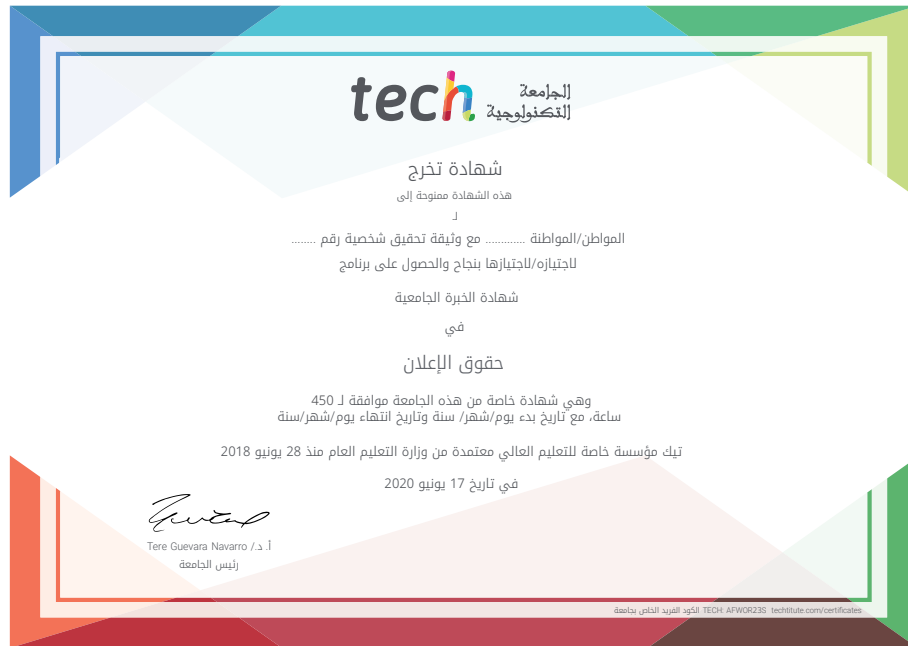 tech الجامعة
التكنولوجية
شهادة تخرج
هذه الشهادة ممنوحة إلى
لـ
المواطن/المواطنة ............ مع وثيقة تحقيق شخصية رقم ........
لاجتيازه/لاجتيازها بنجاح والحصول على برنامج
شهادة الخبرة الجامعية
في
حقوق الإعلان
وهي شهادة خاصة من هذه الجامعة موافقة لـ 450
ساعة، مع تاريخ بدء يوم/شهر/ سنة وتاريخ انتهاء يوم/شهر/سنة
تيك مؤسسة خاصة للتعليم العالي معتمدة من وزارة التعليم العام منذ 28 يونيو 2018
في تاريخ 17 يونيو 2020
أ. د./ Tere Guevara Navarro
رئيس الجامعة
الكود الفريد الخاص بجامعة TECH: AFWOR23S techtitute.com/certificates